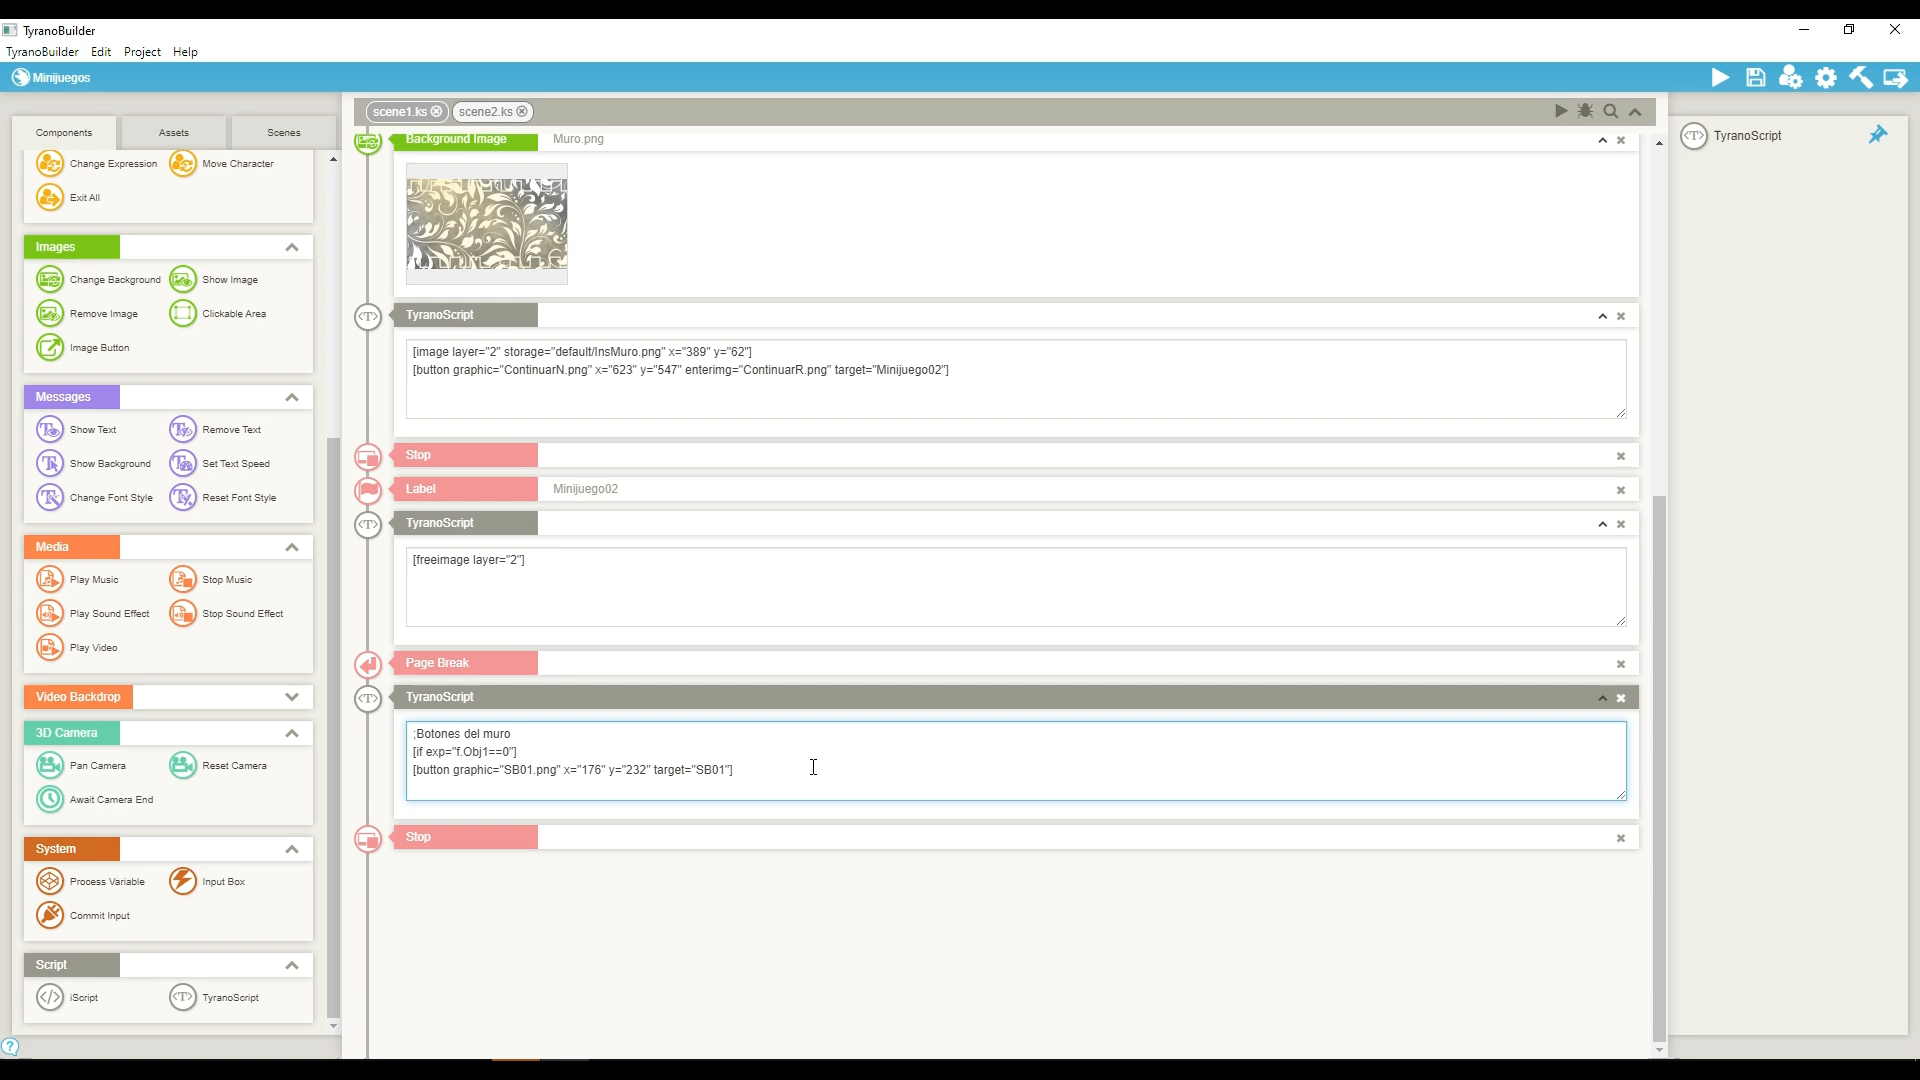 TyranoBuilder
TyranoBuilder Edit Project Help
Minijuegos
Components Assets Scenes
Change Expression Move Character
Exit All
Images
Change Background Show Image
Remove Image Clickable Area
Image Button
Messages
Show Text Remove Text
Show Background Set Text Speed
Change Font Style Reset Font Style
Media
Play Music Stop Music
Play Sound Effect Stop Sound Effect
Play Video
Video Backdrop
3D Camera
Pan Camera Reset Camera
Await Camera End
System
Process Variable Input Box
Commit Input
Script
iScript TyranoScript
scene1.ks scene2.ks
Background Image Muro.png
TyranoScript
[image layer="2" storage="default/InsMuro.png" x="389" y="62"]
[button graphic="ContinuarN.png" x="623" y="547" enterimg="ContinuarR.png" target="Minijuego02"]
Stop
Label Minijuego02
TyranoScript
[freeimage layer="2"]
Page Break
TyranoScript
;Botones del muro
[if exp="f.Obj1==0"]
[button graphic="SB01.png" x="176" y="232" target="SB01"]
Stop
TyranoScript